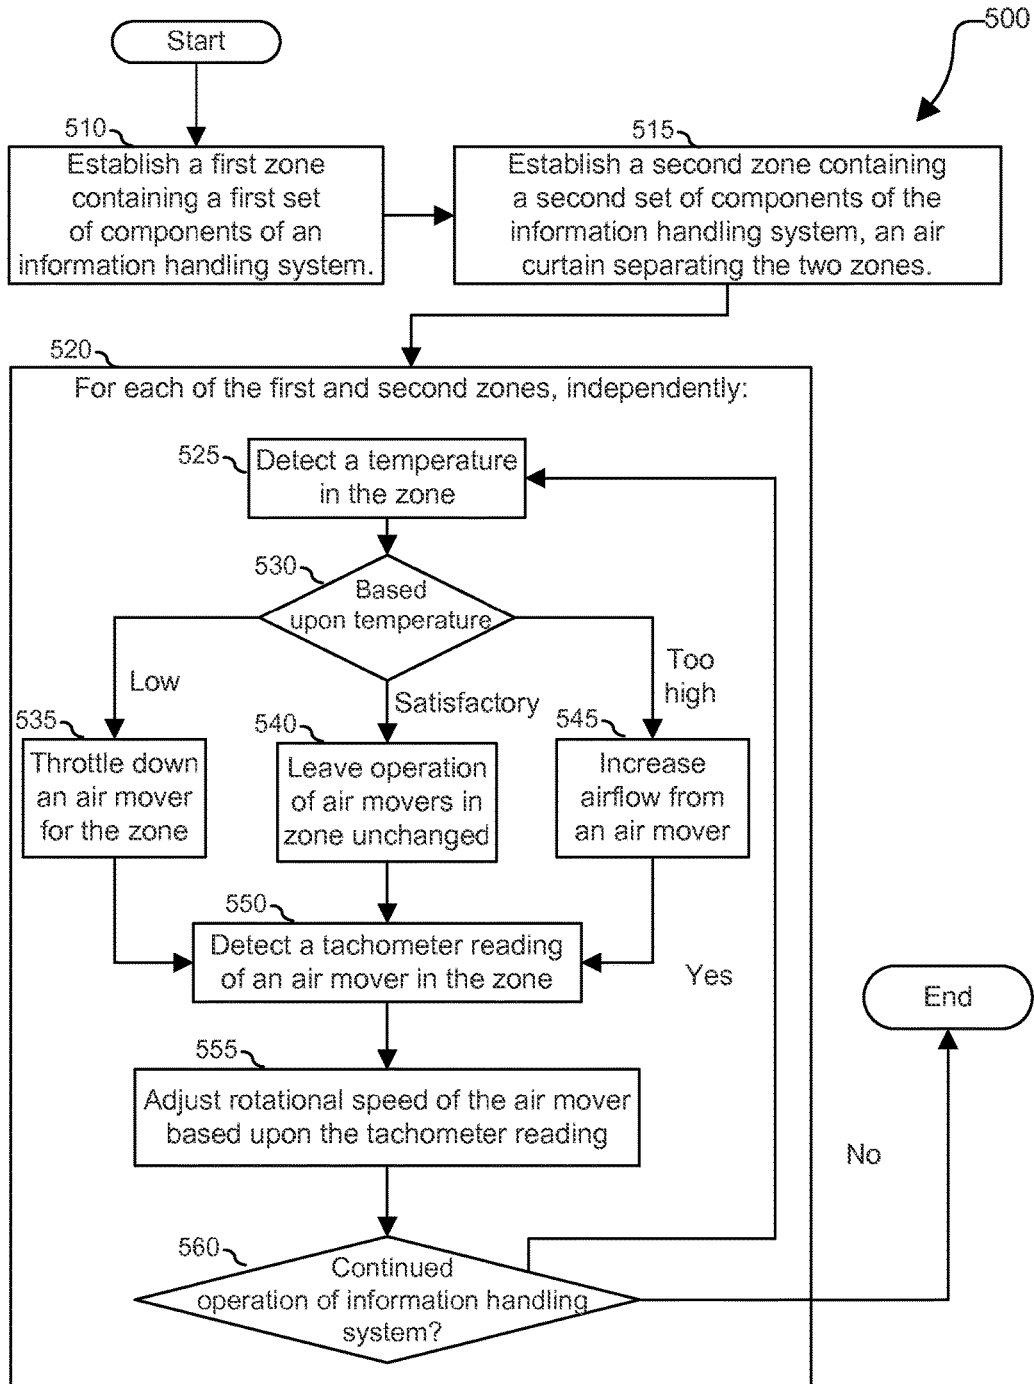 Start
500
510
Establish a first zone
containing a first set
of components of an
information handling system.
515
Establish a second zone containing
a second set of components of the
information handling system, an air
curtain separating the two zones.
520
For each of the first and second zones, independently:
525
Detect a temperature
in the zone
530
Based
upon temperature
Low
Satisfactory
Too
high
535
Throttle down
an air mover
for the zone
540
Leave operation
of air movers in
zone unchanged
545
Increase
airflow from
an air mover
550
Detect a tachometer reading
of an air mover in the zone
Yes
End
555
Adjust rotational speed of the air mover
based upon the tachometer reading
No
560
Continued
operation of information handling
system?